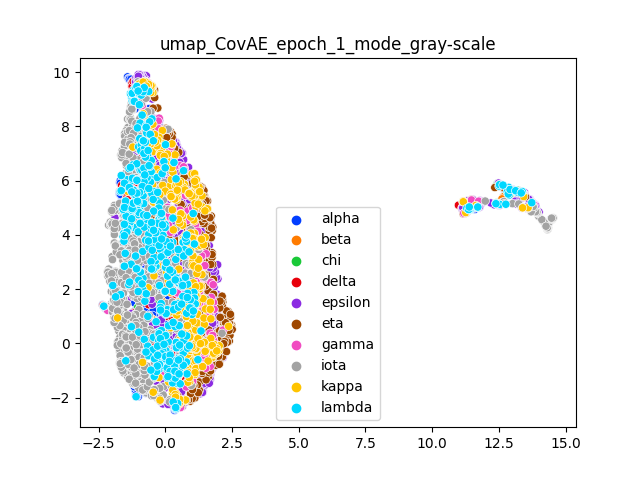 umap_CovAE_epoch_1_mode_gray-scale
10
8
6
4
2
0
−2
−2.5
0.0
2.5
5.0
7.5
10.0
12.5
15.0
alpha
beta
chi
delta
epsilon
eta
gamma
iota
kappa
lambda